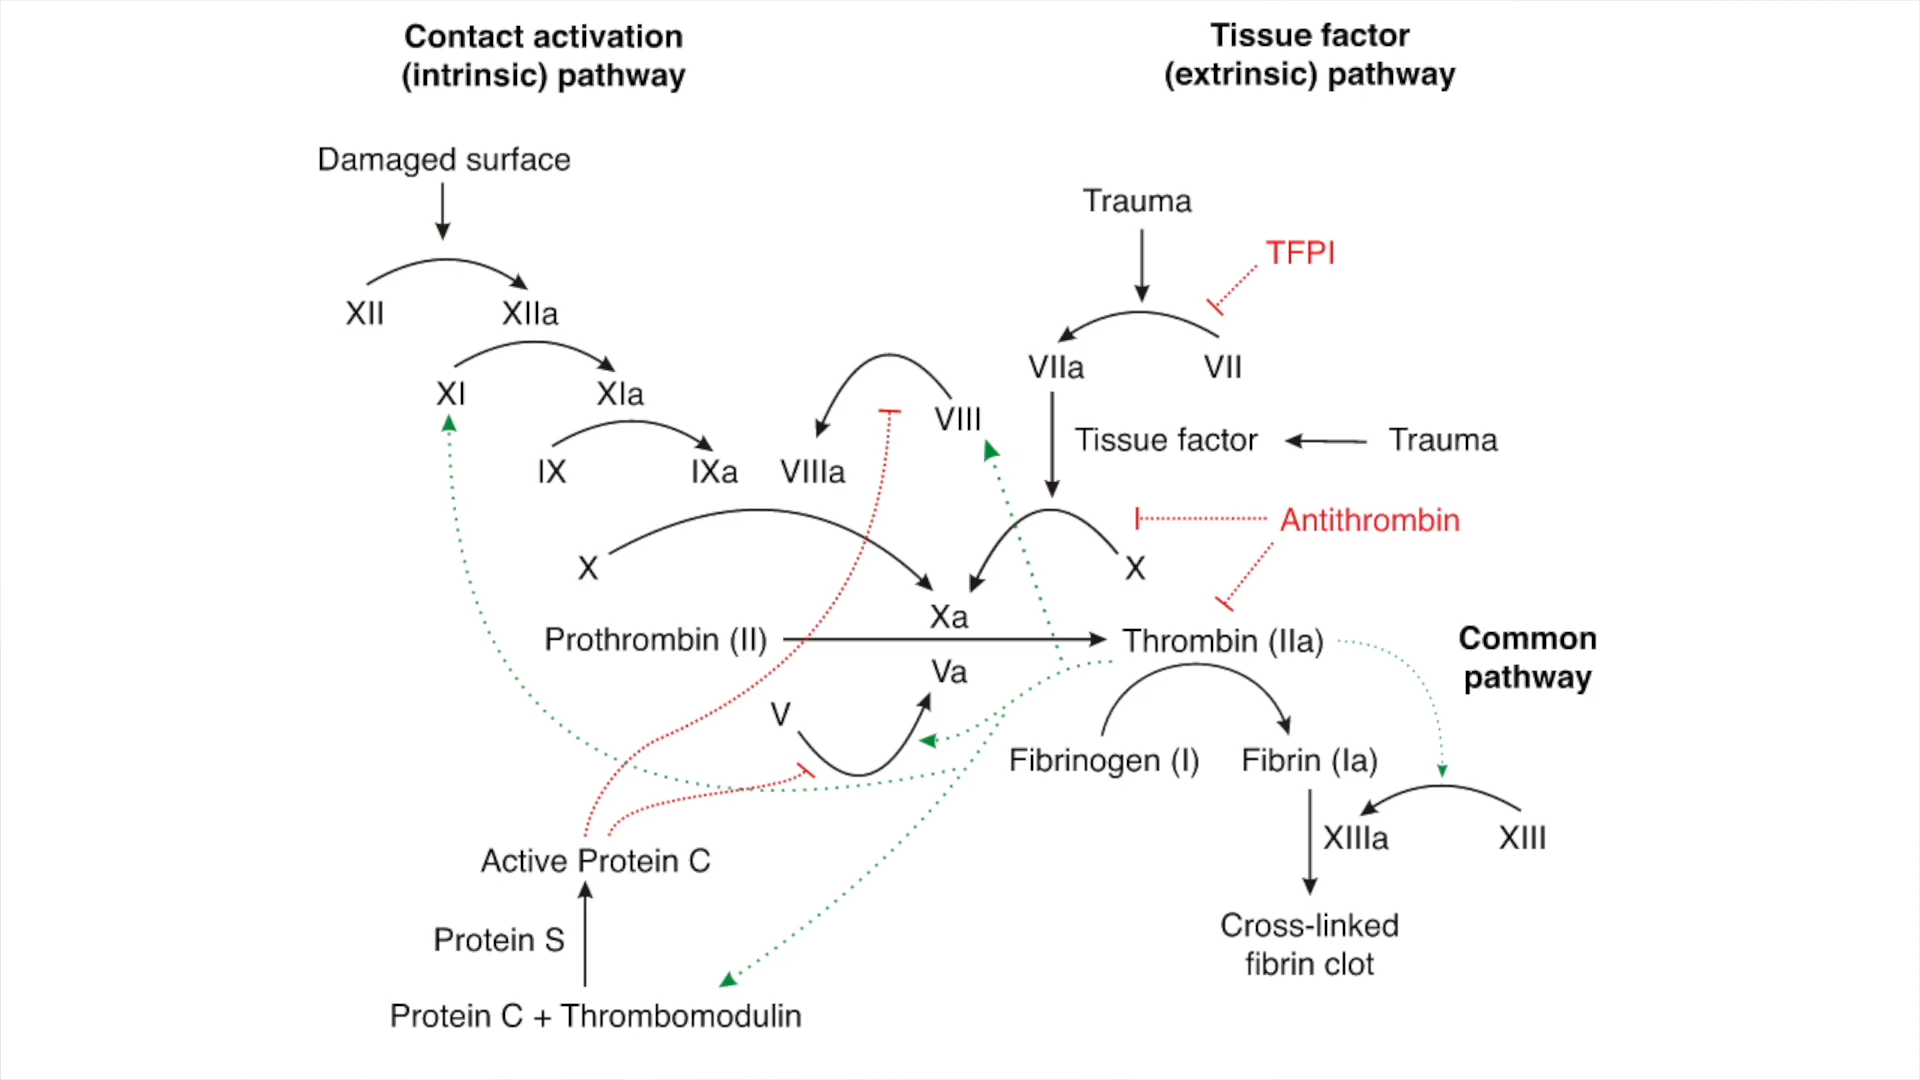 Contact activation
(intrinsic) pathway
Tissue factor
(extrinsic) pathway
Damaged surface
Trauma
TFPI
XII
XIIa
VIIa
VII
XI
XIa
VIII
Tissue factor
Trauma
IX
IXa
VIIIa
Antithrombin
X
X
Xa
Prothrombin (II)
Thrombin (IIa)
Common
pathway
Va
V
Fibrinogen (I)
Fibrin (Ia)
XIIIa
XIII
Active Protein C
Cross-linked
fibrin clot
Protein S
Protein C + Thrombomodulin